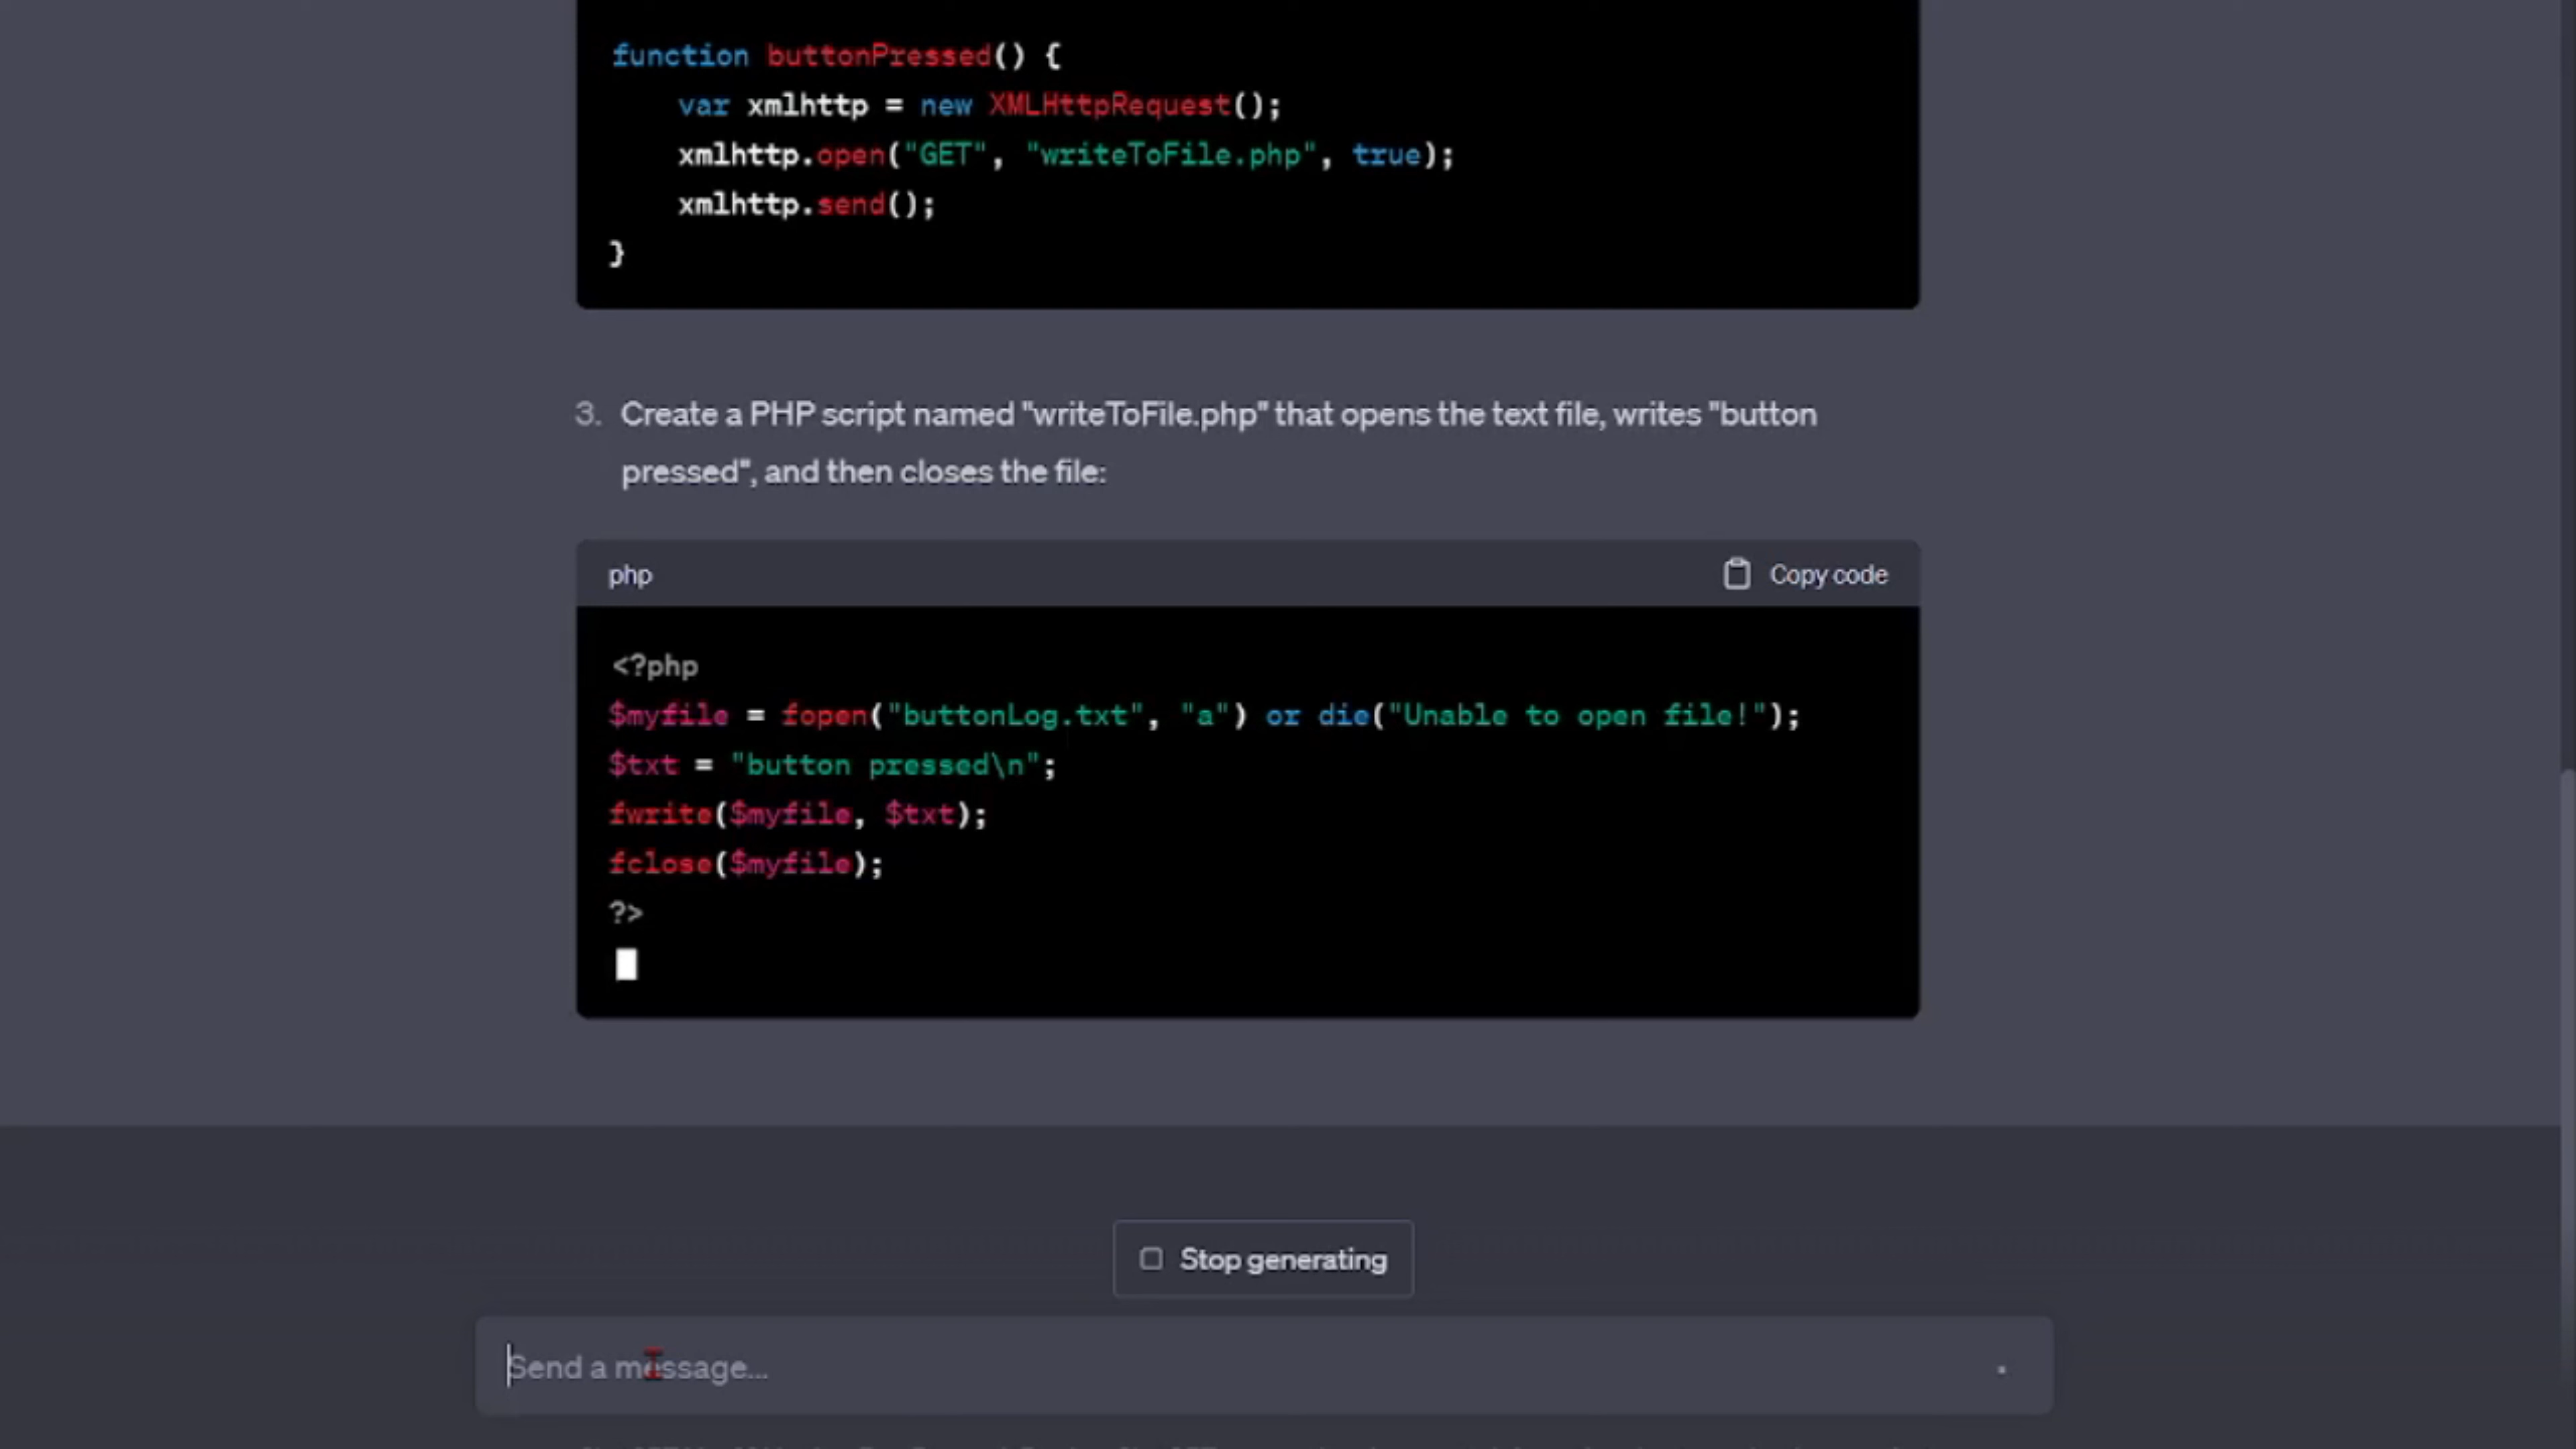 function buttonPressed() {
    var xmlhttp = new XMLHttpRequest();
    xmlhttp.open("GET", "writeToFile.php", true);
    xmlhttp.send();
}
3. Create a PHP script named "writeToFile.php" that opens the text file, writes "button
pressed", and then closes the file:
php Copy code
<?php
$myfile = fopen("buttonLog.txt", "a") or die("Unable to open file!");
$txt = "button pressed\n";
fwrite($myfile, $txt);
fclose($myfile);
?>
Stop generating
Send a message...